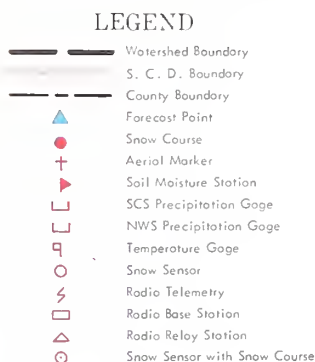 LEGEND
Watershed Boundary
S. C. D. Boundary
County Boundary
Forecast Point
Snow Course
Aerial Marker
Soil Moisture Station
SCS Precipitation Gage
NWS Precipitation Gage
Temperature Gage
Snow Sensor
Radio Telemetry
Radio Base Station
Radio Relay Station
Snow Sensor with Snow Course